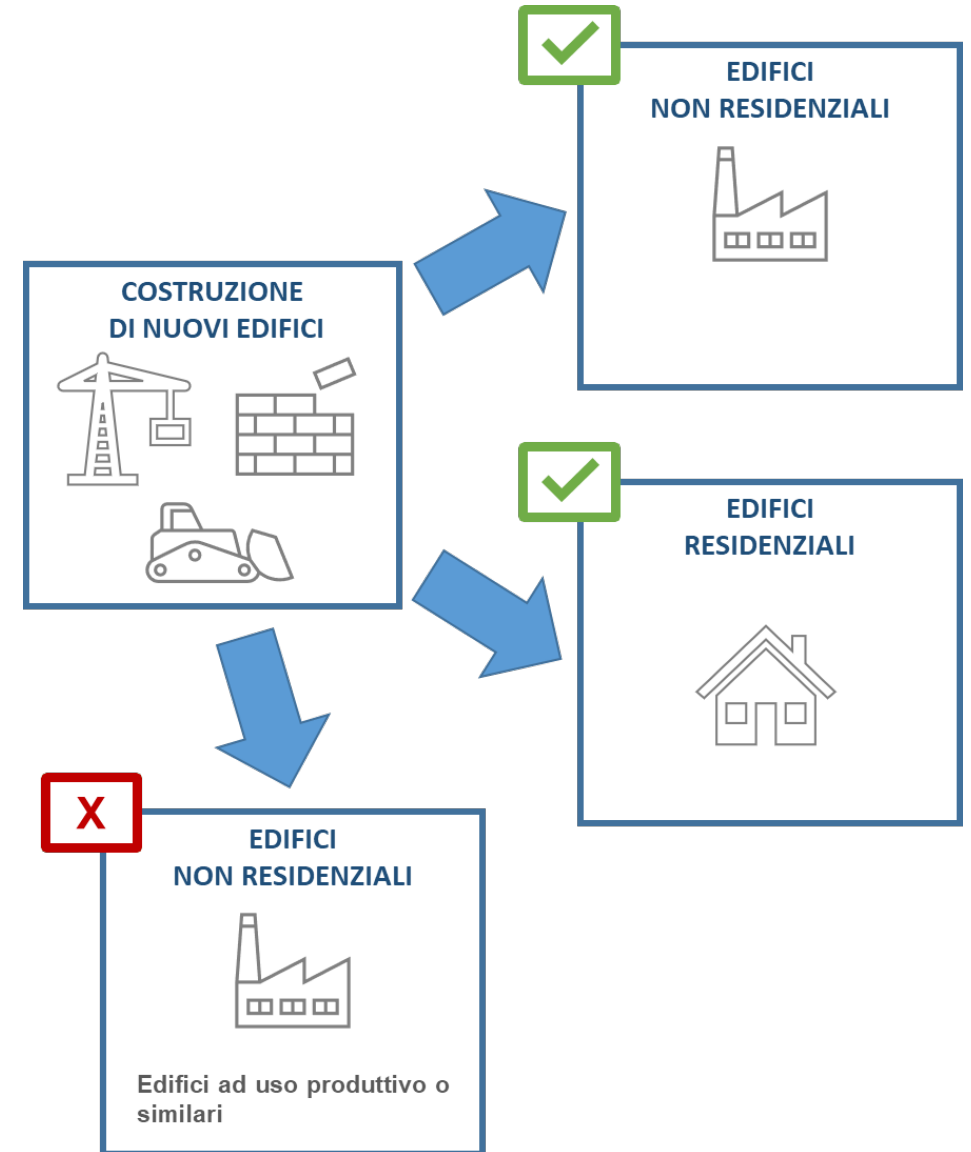 EDIFICI
NON RESIDENZIALI
COSTRUZIONE
DI NUOVI EDIFICI
EDIFICI
RESIDENZIALI
X
EDIFICI
NON RESIDENZIALI
Edifici ad uso produttivo o
similari